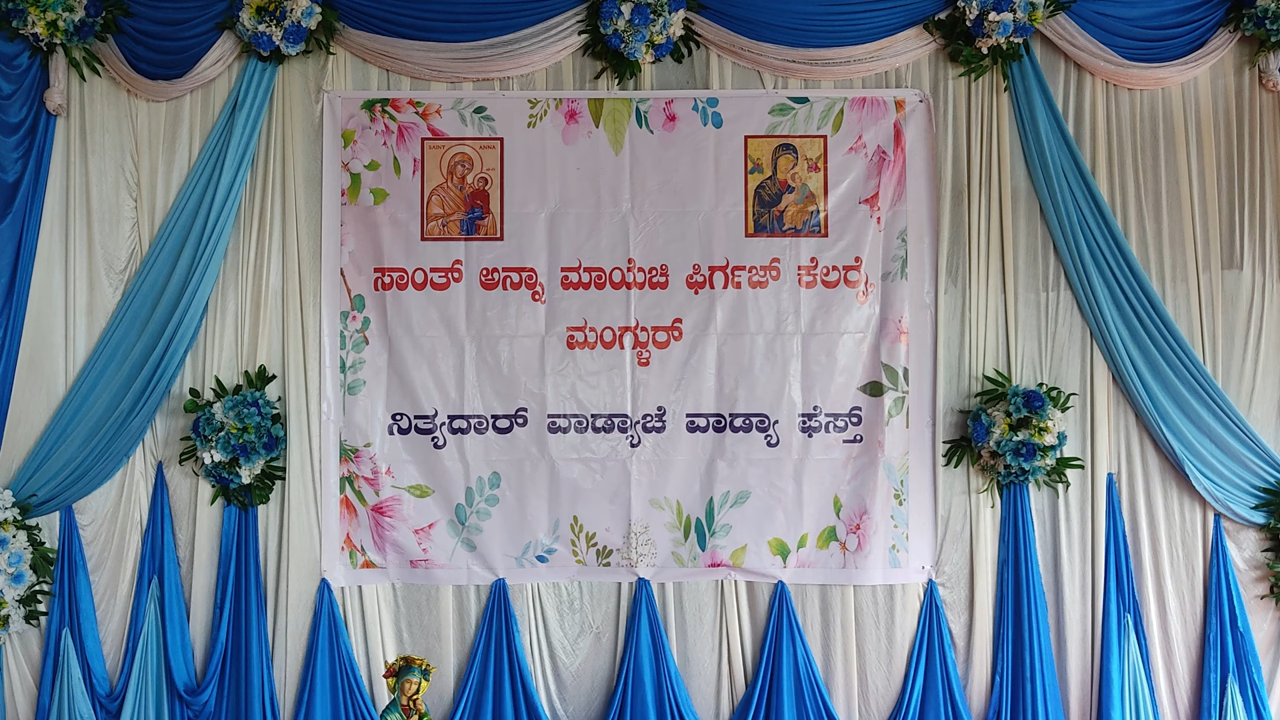 SAINT ANNA
ಸಾಂತ್ ಅನ್ನಾ ಮಾಯೆಚಿ ಫಿರ್ಗಜ್ ಕೆಲರೈ
ಮಂಗ್ಳುರ್
ನಿತ್ಯದಾರ್ ವಾಡ್ಯಾಚೆ ವಾಡ್ಯಾ ಫೆಸ್ತ್